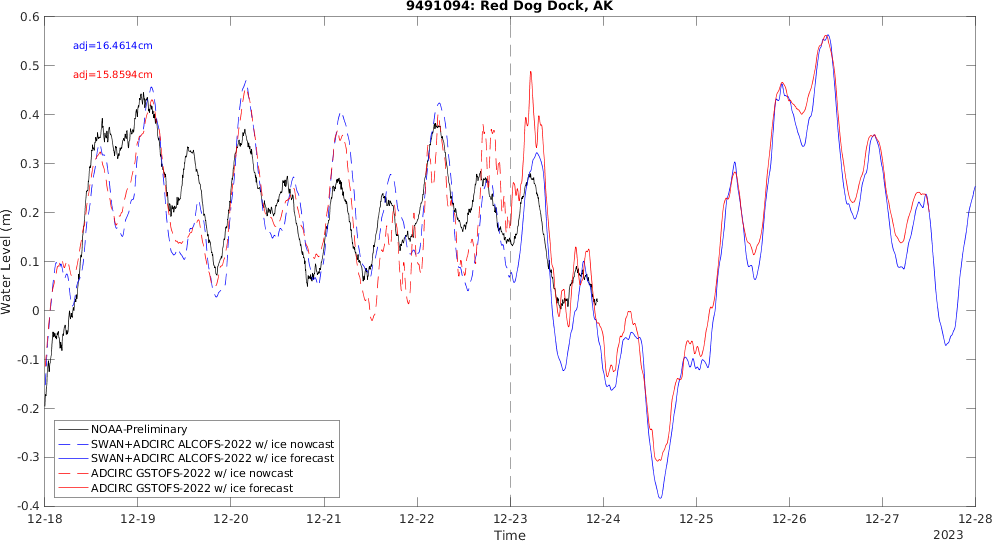 9491094: Red Dog Dock, AK
adj=16.4614cm
adj=15.8594cm
0.6
0.5
0.4
0.3
0.2
0.1
0
-0.1
-0.2
-0.3
-0.4
Water Level (m)
NOAA-Preliminary
SWAN+ADCIRC ALCOFS-2022 w/ ice nowcast
SWAN+ADCIRC ALCOFS-2022 w/ ice forecast
ADCIRC GSTOFS-2022 w/ ice nowcast
ADCIRC GSTOFS-2022 w/ ice forecast
12-18 12-19 12-20 12-21 12-22 12-23 12-24 12-25 12-26 12-27 12-28
Time
2023